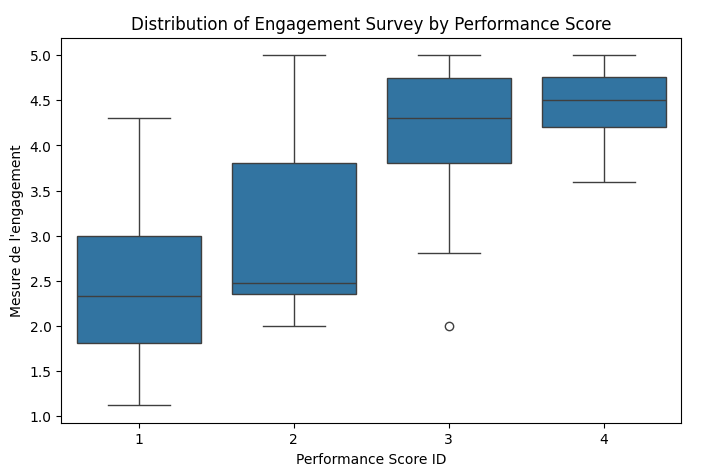 Distribution of Engagement Survey by Performance Score
Mesure de l'engagement
5.0
4.5
4.0
3.5
3.0
2.5
2.0
1.5
1.0
1 2 3 4
Performance Score ID